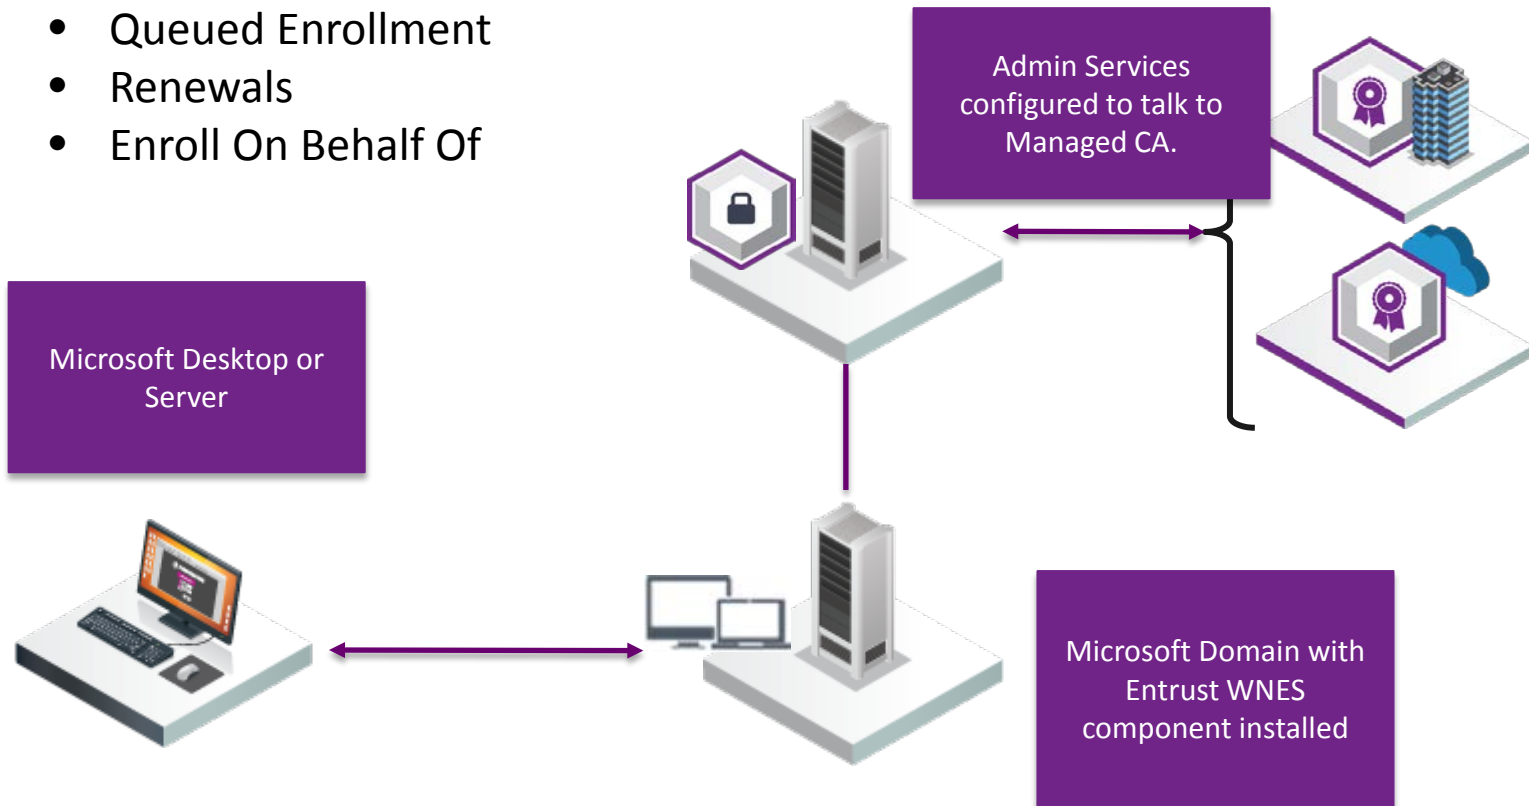 • Queued Enrollment
• Renewals
• Enroll On Behalf Of
Admin Services
configured to talk to
Managed CA.
Microsoft Desktop or
Server
Microsoft Domain with
Entrust WNES
component installed